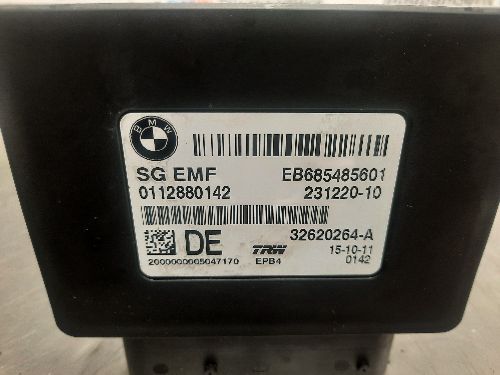 BMW
SG EMF EB685485601
0112880142 231220-10
DE TRW 32620264-A
EPB4 15-10-11
2000000005047170 0142